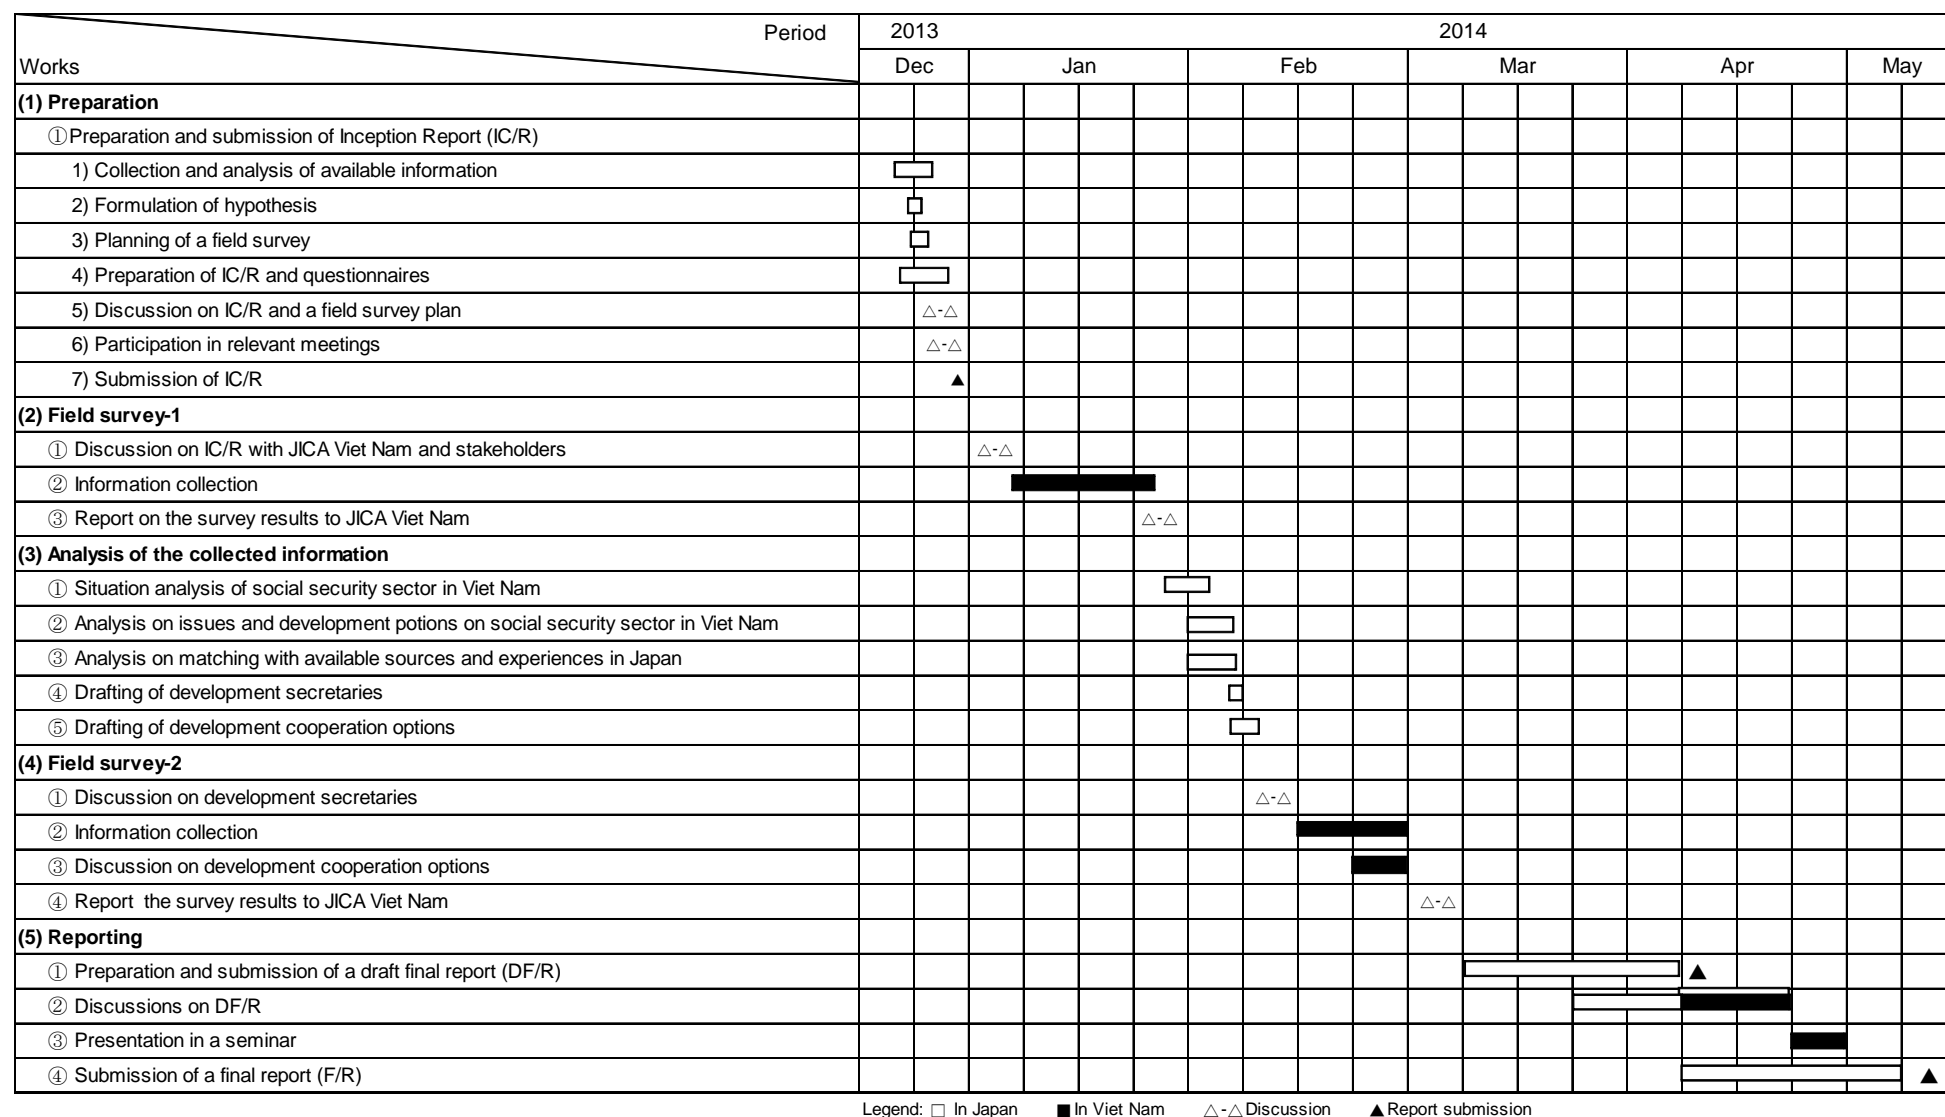 Period 2013 2014
Works Dec Jan Feb Mar Apr May
(1) Preparation
①Preparation and submission of Inception Report (IC/R)
1) Collection and analysis of available information
2) Formulation of hypothesis
3) Planning of a field survey
4) Preparation of IC/R and questionnaires
5) Discussion on IC/R and a field survey plan △-△
6) Participation in relevant meetings △-△
7) Submission of IC/R ▲
(2) Field survey-1
① Discussion on IC/R with JICA Viet Nam and stakeholders △-△
② Information collection
③ Report on the survey results to JICA Viet Nam △-△
(3) Analysis of the collected information
① Situation analysis of social security sector in Viet Nam
② Analysis on issues and development potions on social security sector in Viet Nam
③ Analysis on matching with available sources and experiences in Japan
④ Drafting of development secretaries
⑤ Drafting of development cooperation options
(4) Field survey-2
① Discussion on development secretaries △-△
② Information collection
③ Discussion on development cooperation options
④ Report the survey results to JICA Viet Nam △-△
(5) Reporting
① Preparation and submission of a draft final report (DF/R) ▲
② Discussions on DF/R
③ Presentation in a seminar
④ Submission of a final report (F/R) ▲
Legend: □ In Japan ■ In Viet Nam △-△ Discussion ▲ Report submission